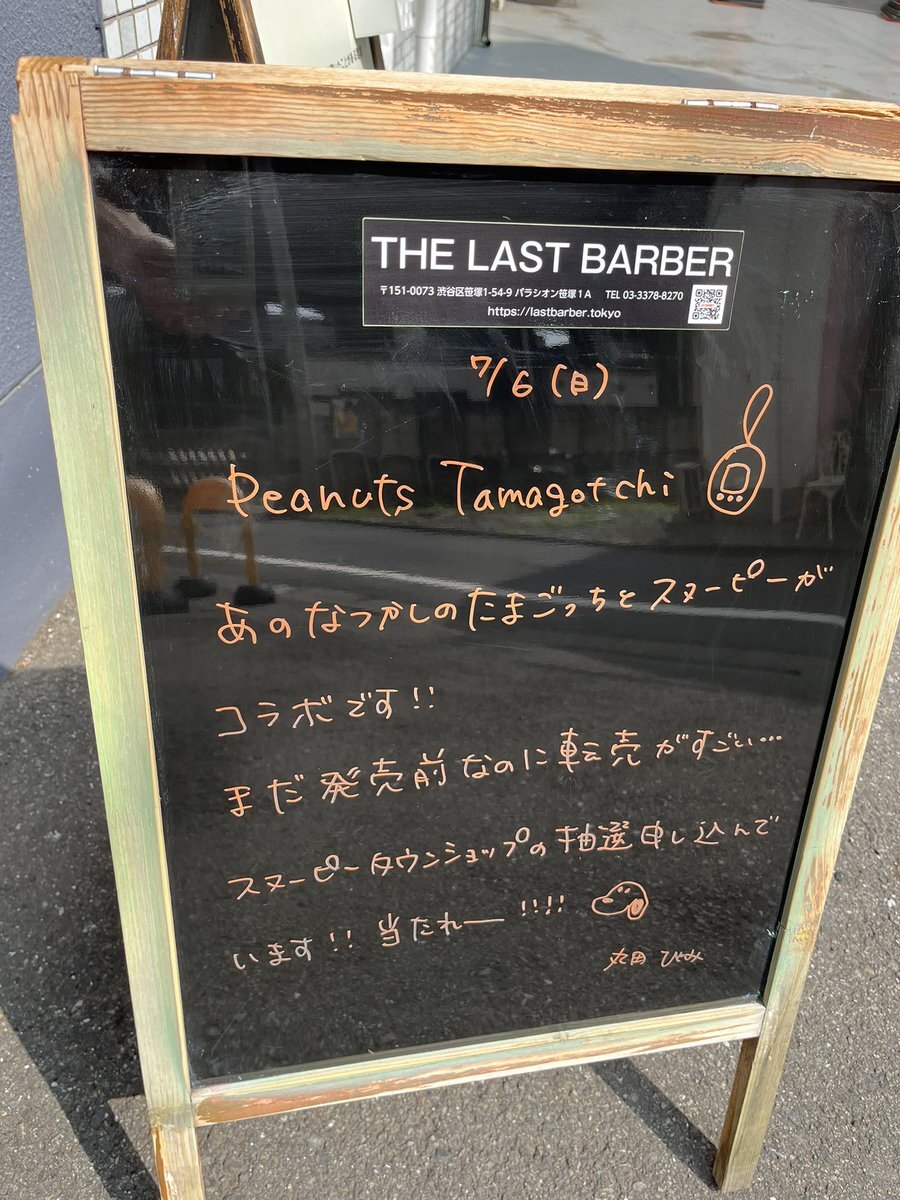 THE LAST BARBER
〒151-0073 渋谷区笹塚1-54-9 パラシオン笹塚1A TEL 03-3378-8270
https://lastbarber.tokyo
7/6 (日)
Peanuts Tamagotchi
あのなつかしのたまごっちとスヌーピーが
コラボです!!
まだ発売前なのに転売がすごい…
スヌーピータウンショップの抽選申し込んで
います!! 当たれー!!!!
丸田 ひとみ